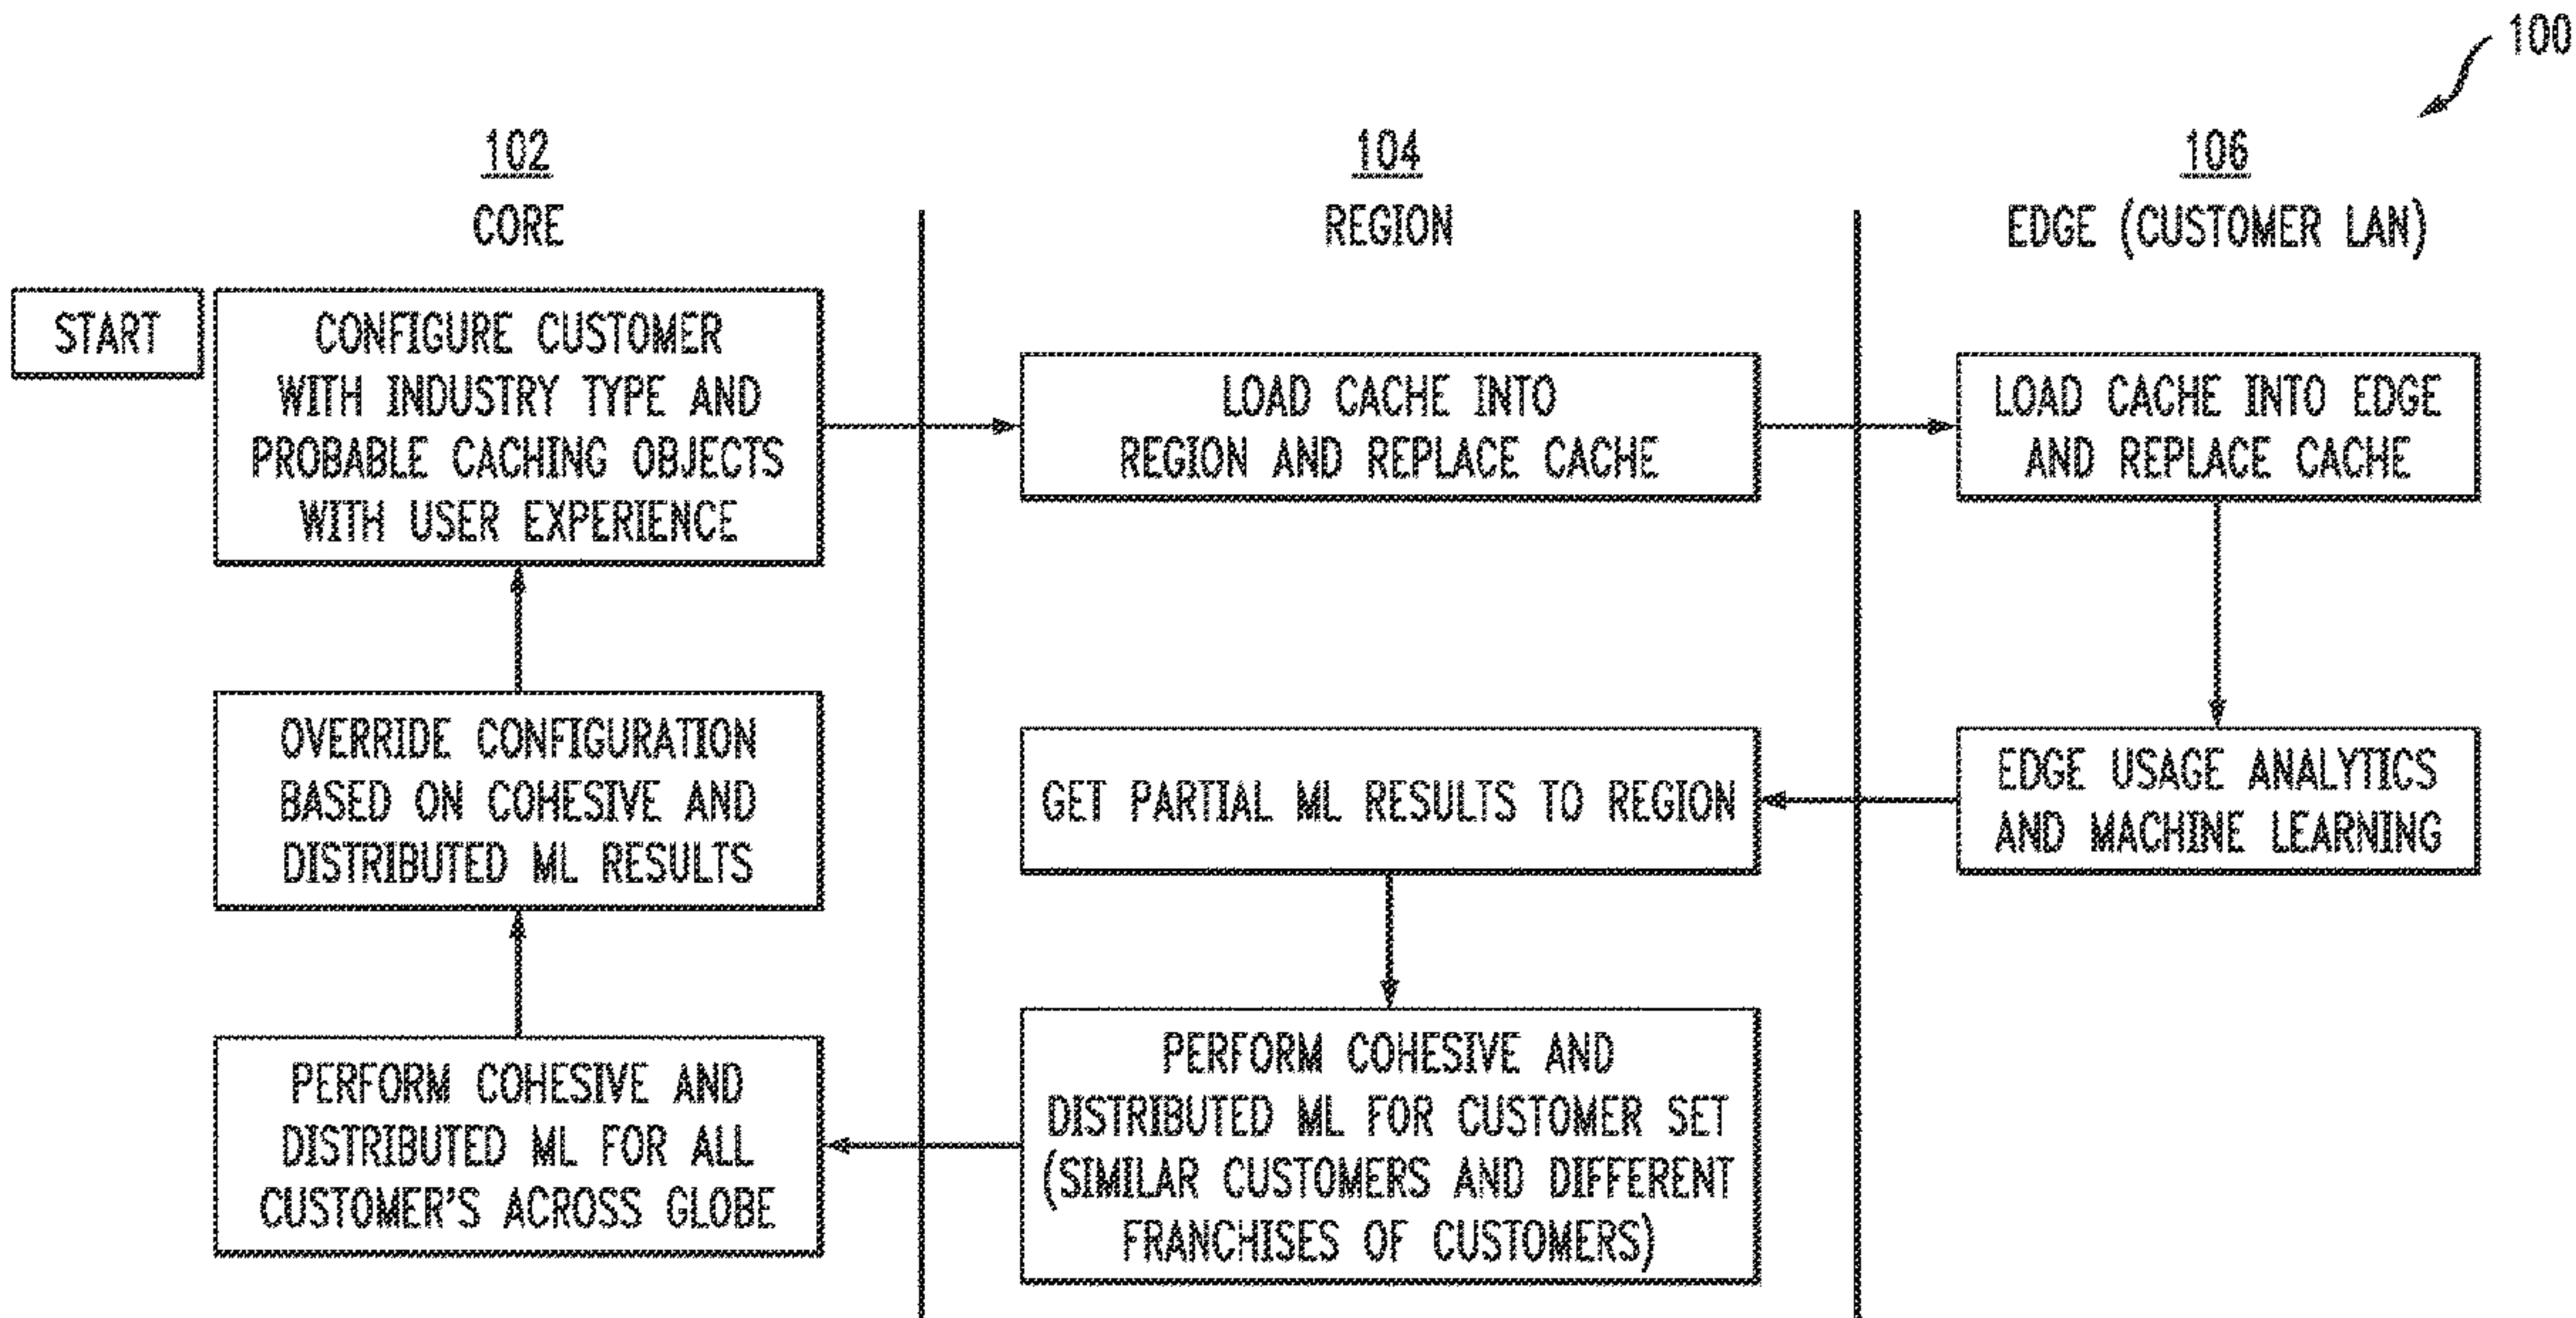 100
102
CORE
104
REGION
106
EDGE (CUSTOMER LAN)
START
CONFIGURE CUSTOMER
WITH INDUSTRY TYPE AND
PROBABLE CACHING OBJECTS
WITH USER EXPERIENCE
LOAD CACHE INTO
REGION AND REPLACE CACHE
LOAD CACHE INTO EDGE
AND REPLACE CACHE
OVERRIDE CONFIGURATION
BASED ON COHESIVE AND
DISTRIBUTED ML RESULTS
GET PARTIAL ML RESULTS TO REGION
EDGE USAGE ANALYTICS
AND MACHINE LEARNING
PERFORM COHESIVE AND
DISTRIBUTED ML FOR ALL
CUSTOMER'S ACROSS GLOBE
PERFORM COHESIVE AND
DISTRIBUTED ML FOR CUSTOMER SET
(SIMILAR CUSTOMERS AND DIFFERENT
FRANCHISES OF CUSTOMERS)